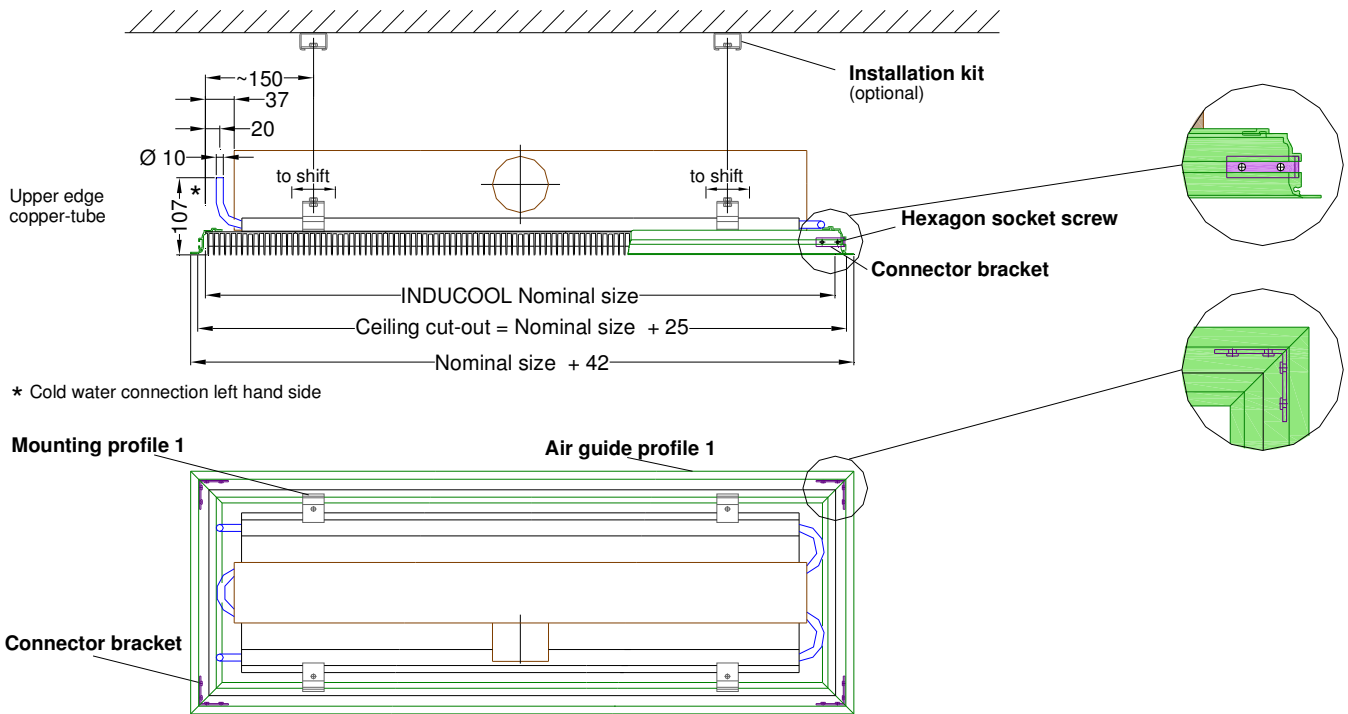 ~150
37
20
Ø 10
Upper edge
copper-tube
*
107
to shift
to shift
Installation kit
(optional)
Hexagon socket screw
Connector bracket
INDUCOOL Nominal size
Ceiling cut-out = Nominal size + 25
Nominal size + 42
* Cold water connection left hand side
Mounting profile 1
Air guide profile 1
Connector bracket